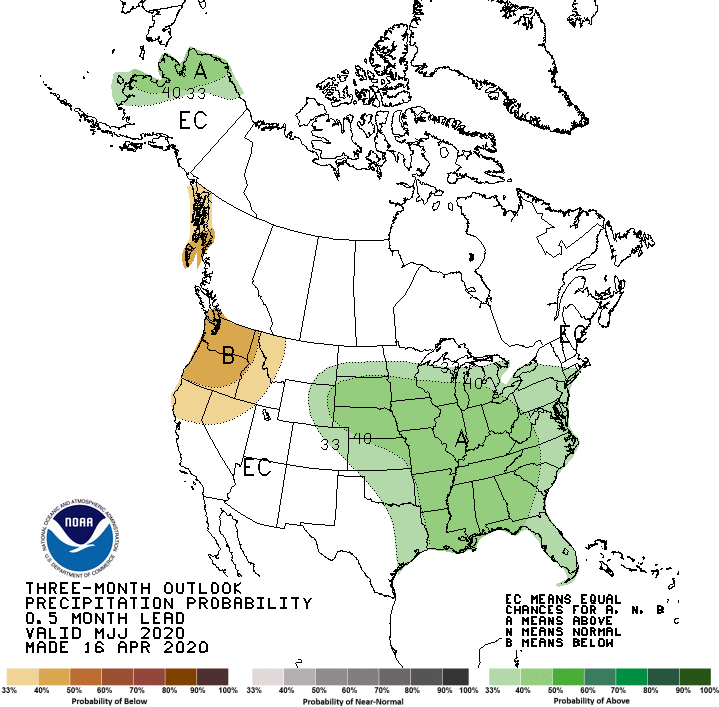 A
40 33
EC
EC
B
33
40
A
33 40
EC
NATIONAL OCEANIC AND ATMOSPHERIC ADMINISTRATION
NOAA
U.S. DEPARTMENT OF COMMERCE
THREE-MONTH OUTLOOK
PRECIPITATION PROBABILITY
0.5 MONTH LEAD
VALID MJJ 2020
MADE 16 APR 2020
EC MEANS EQUAL
CHANCES FOR A, N, B
A MEANS ABOVE
N MEANS NORMAL
B MEANS BELOW
33% 40% 50% 60% 70% 80% 90% 100%
Probability of Below
33% 40% 50% 60% 70% 80% 90% 100%
Probability of Near-Normal
33% 40% 50% 60% 70% 80% 90% 100%
Probability of Above